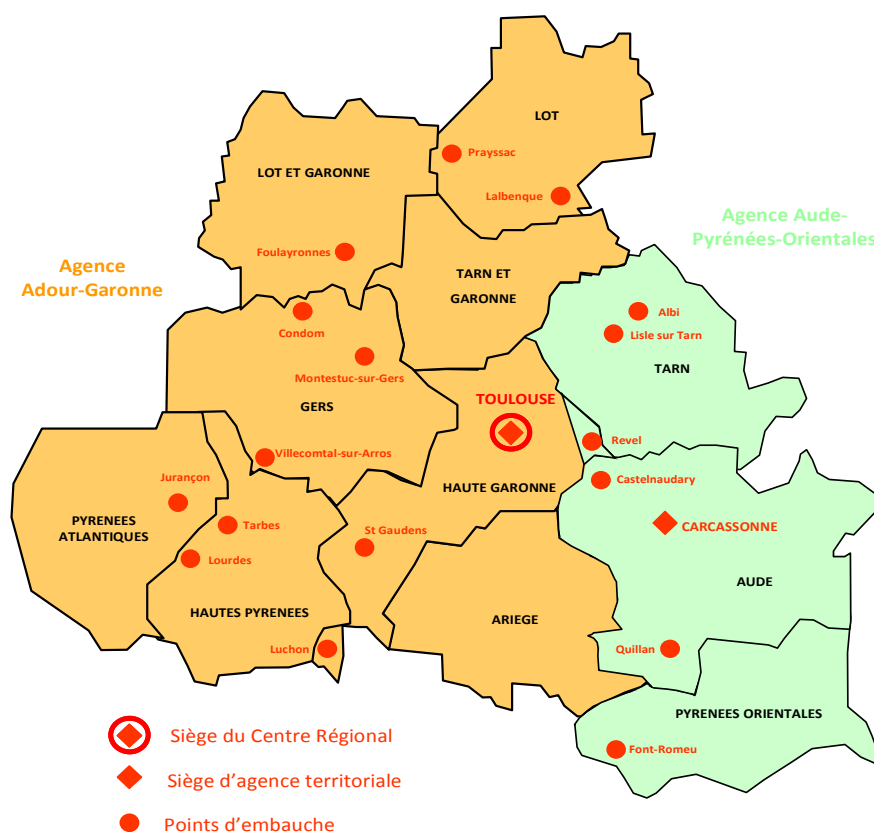 LOT
Prayssac
LOT ET GARONNE
Lalbenque
Agence Aude-
Pyrénées-Orientales
Foulayronnes
Agence
Adour-Garonne
TARN ET
GARONNE
Albi
Condom
Lisle sur Tarn
TARN
Montestuc-sur-Gers
TOULOUSE
GERS
Revel
Villecomtal-sur-Arros
Jurançon
HAUTE GARONNE
Castelnaudary
PYRENEES
ATLANTIQUES
Tarbes
St Gaudens
CARCASSONNE
Lourdes
AUDE
HAUTES PYRENEES
ARIEGE
Luchon
Quillan
PYRENEES ORIENTALES
Siège du Centre Régional
Font-Romeu
Siège d'agence territoriale
Points d'embauche